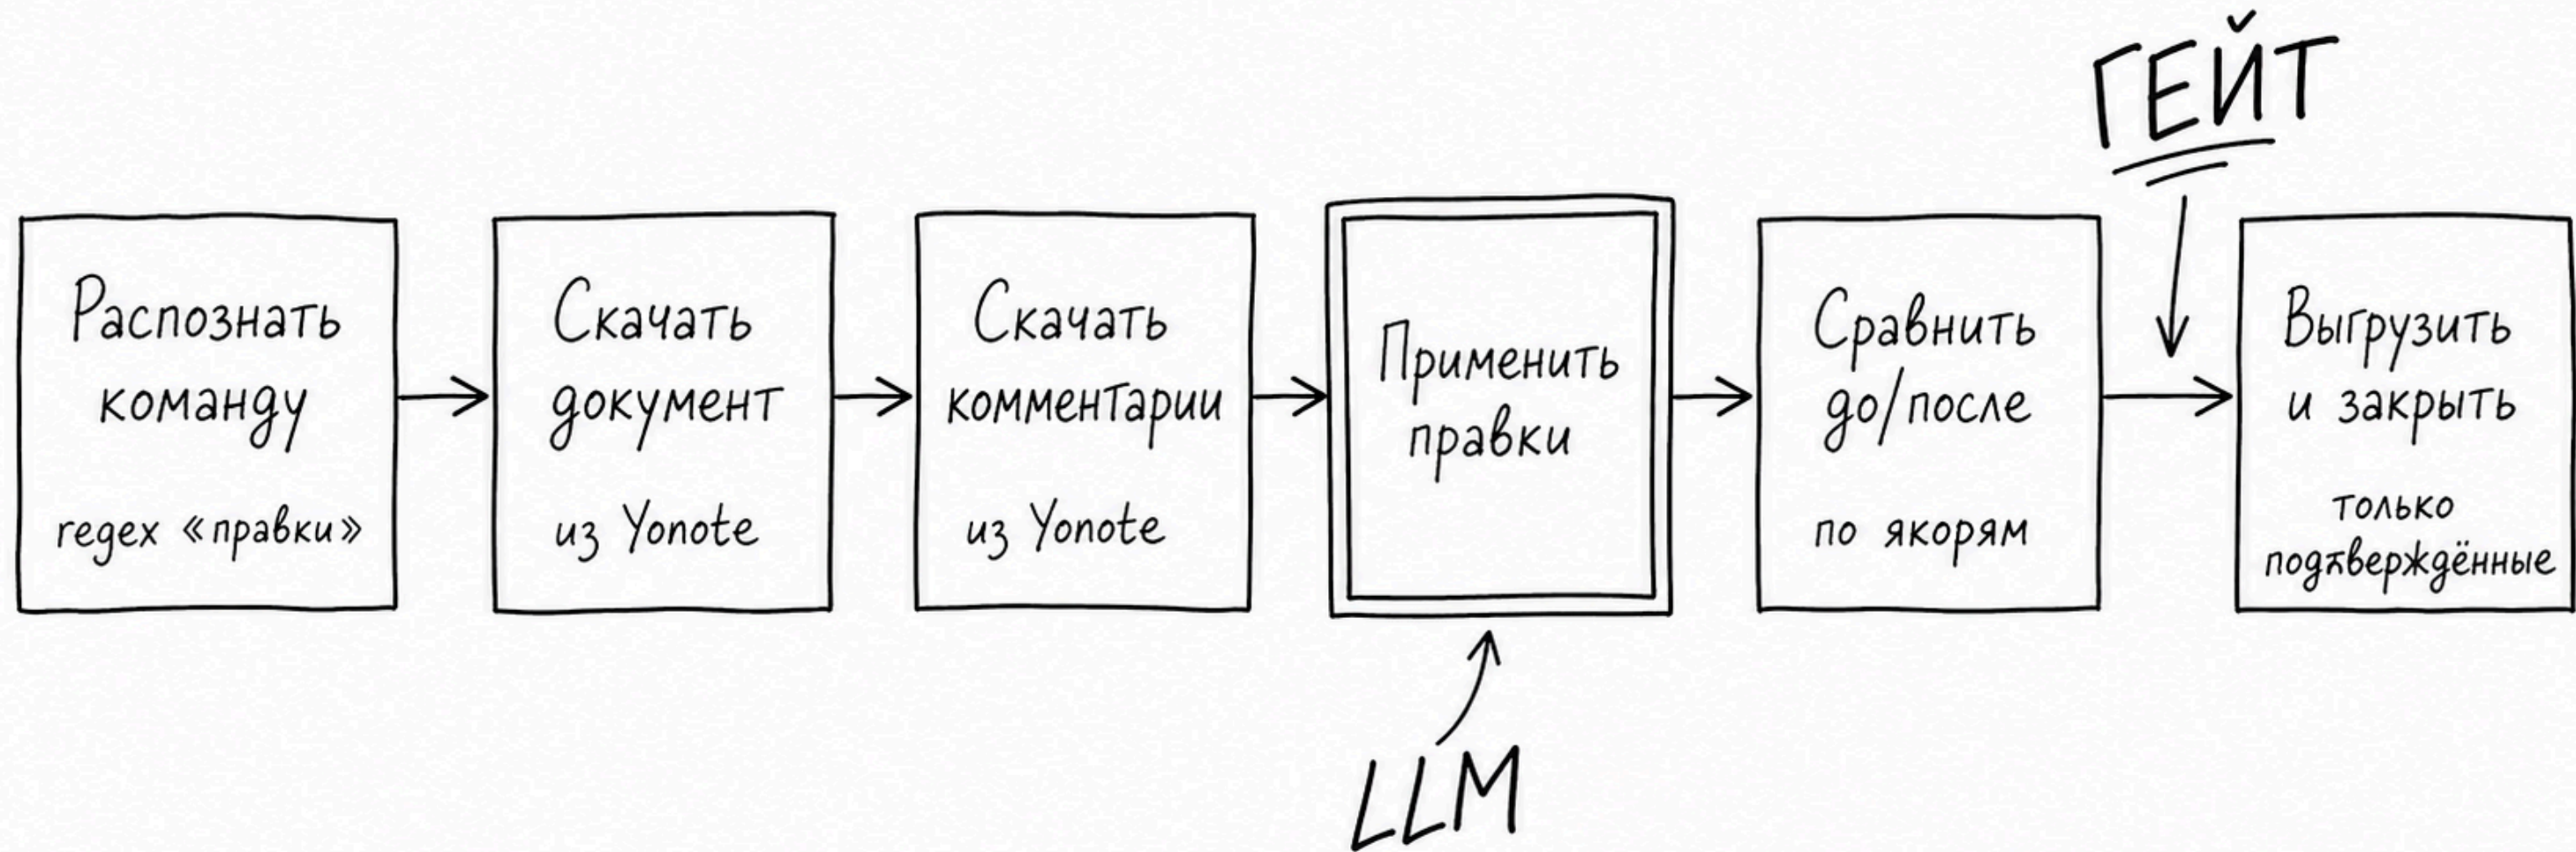 ГЕЙТ
Распознать
команду
regex «правки»
Скачать
документ
из Yonote
Скачать
комментарии
из Yonote
Применить
правки
Сравнить
до/после
по якорям
Выгрузить
и закрыть
только
подтверждённые
LLM